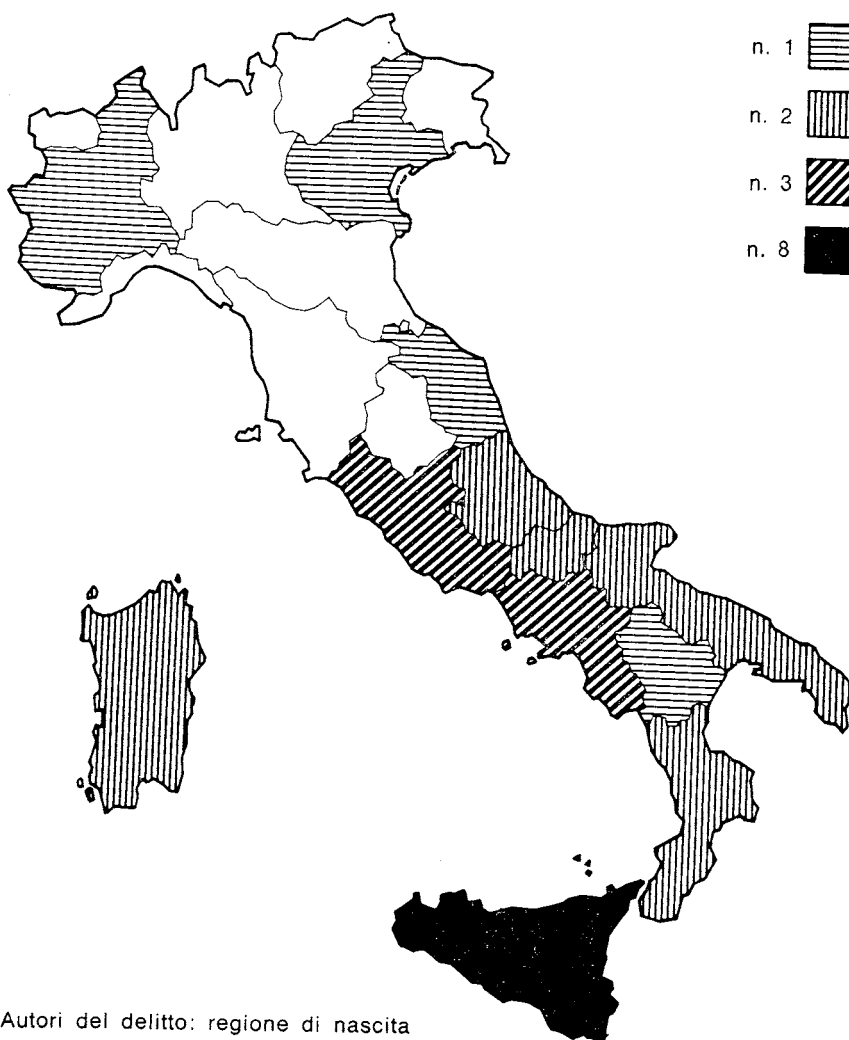 n. 1
n. 2
n. 3
n. 8
Autori del delitto: regione di nascita